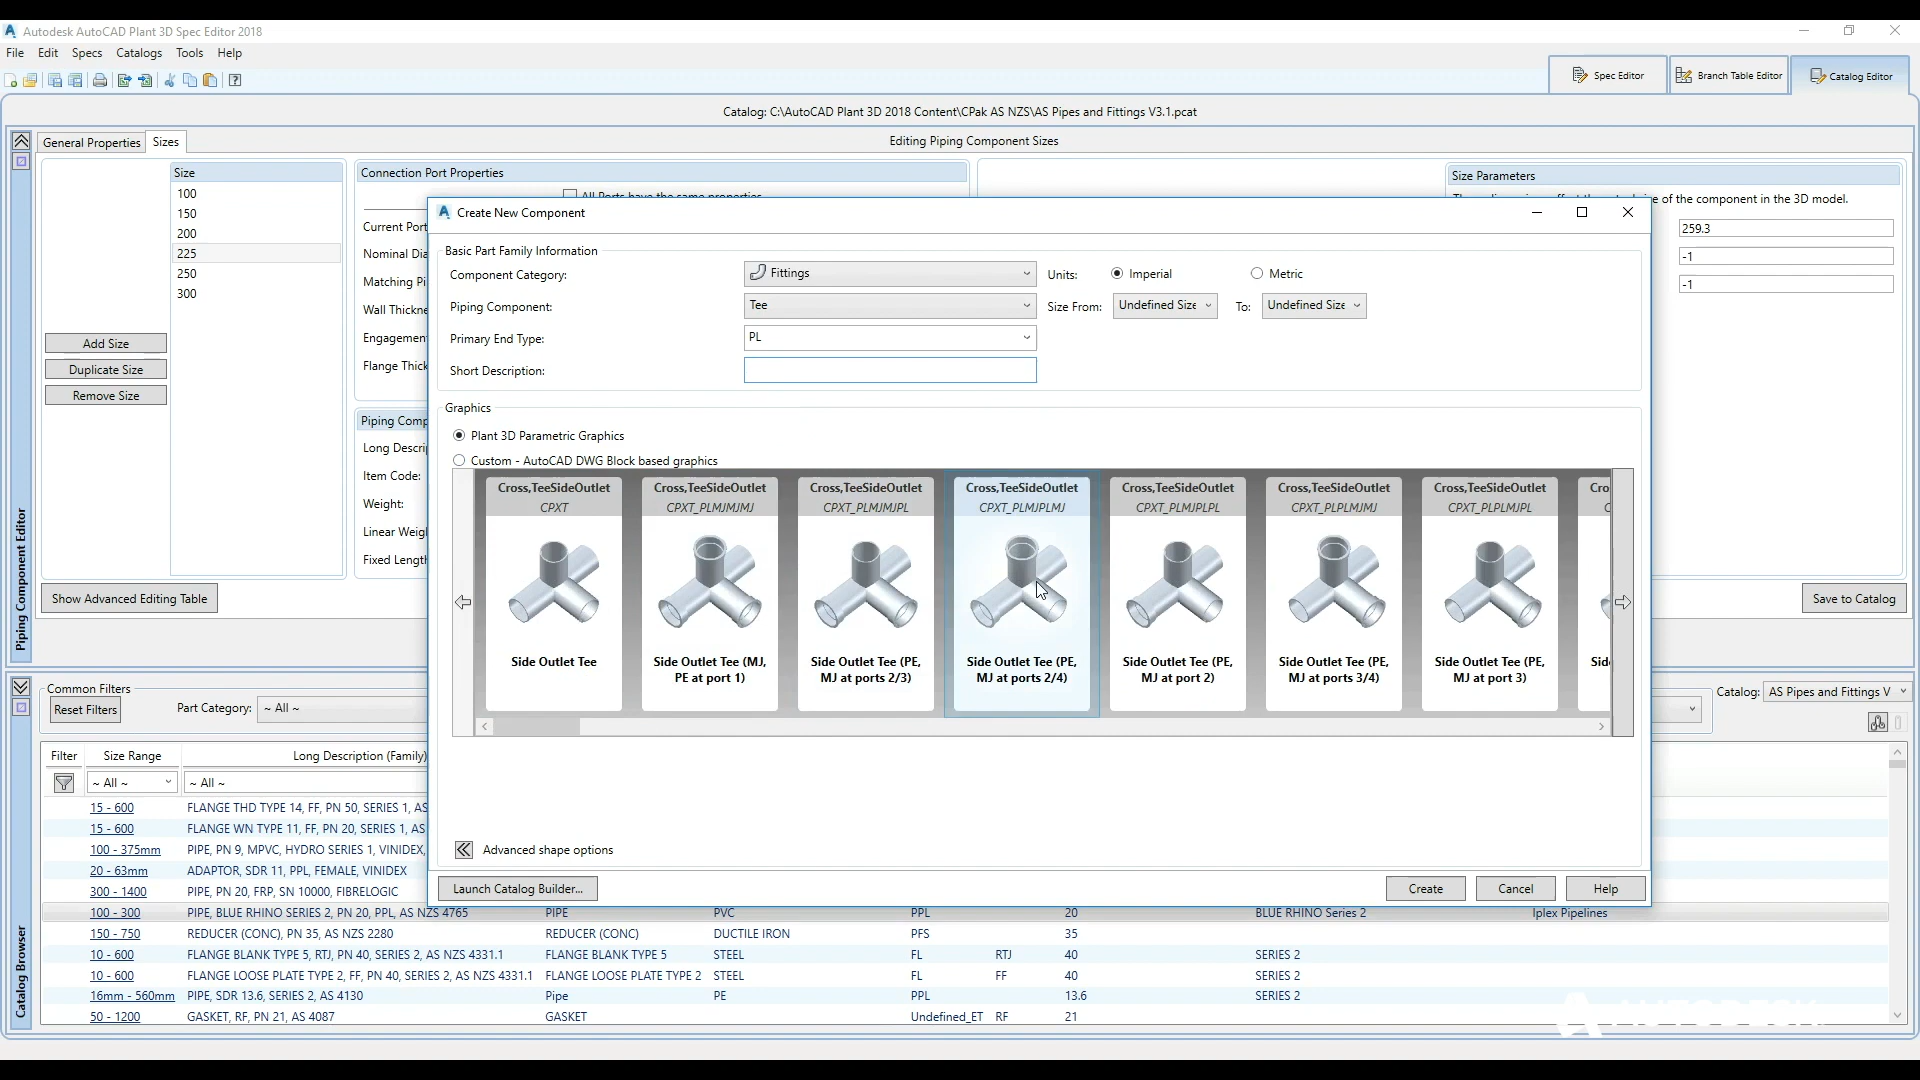 Autodesk AutoCAD Plant 3D Spec Editor 2018
File Edit Specs Catalogs Tools Help
Spec Editor Branch Table Editor Catalog Editor
Catalog: C:\AutoCAD Plant 3D 2018 Content\CPak AS NZS\AS Pipes and Fittings V3.1.pcat
General Properties Sizes Editing Piping Component Sizes
Size
100
150
200
225
250
300
Add Size
Duplicate Size
Remove Size
Show Advanced Editing Table
Piping Component Editor
Connection Port Properties
All Ports have the same properties
Current Port
Nominal Dia
Matching Pi
Wall Thickne
Engagemen
Flange Thick
Piping Comp
Long Descri
Item Code:
Weight:
Linear Weigh
Fixed Length
Size Parameters
e of the component in the 3D model.
259.3
-1
-1
Save to Catalog
Create New Component
Basic Part Family Information
Component Category: Fittings Units: Imperial Metric
Piping Component: Tee Size From: Undefined Size To: Undefined Size
Primary End Type: PL
Short Description:
Graphics
Plant 3D Parametric Graphics
Custom - AutoCAD DWG Block based graphics
Cross,TeeSideOutlet Cross,TeeSideOutlet Cross,TeeSideOutlet Cross,TeeSideOutlet Cross,TeeSideOutlet Cross,TeeSideOutlet Cross,TeeSideOutlet Cro
CPXT CPXT_PLMJMJMJ CPXT_PLMJMJPL CPXT_PLMJPLMJ CPXT_PLMJPLPL CPXT_PLPLMJMJ CPXT_PLPLMJPL C
Side Outlet Tee Side Outlet Tee (MJ, Side Outlet Tee (PE, Side Outlet Tee (PE, Side Outlet Tee (PE, Side Outlet Tee (PE, Side Outlet Tee (PE, Sid
PE at port 1) MJ at ports 2/3) MJ at ports 2/4) MJ at port 2) MJ at ports 3/4) MJ at port 3)
Advanced shape options
Launch Catalog Builder... Create Cancel Help
Catalog Browser
Common Filters
Reset Filters Part Category: ~ All ~ Catalog: AS Pipes and Fittings V
Filter Size Range Long Description (Family)
~ All ~ ~ All ~
15 - 600 FLANGE THD TYPE 14, FF, PN 50, SERIES 1, AS
15 - 600 FLANGE WN TYPE 11, FF, PN 20, SERIES 1, AS
100 - 375mm PIPE, PN 9, MPVC, HYDRO SERIES 1, VINIDEX,
20 - 63mm ADAPTOR, SDR 11, PPL, FEMALE, VINIDEX
300 - 1400 PIPE, PN 20, FRP, SN 10000, FIBRELOGIC
100 - 300 PIPE, BLUE RHINO SERIES 2, PN 20, PPL, AS NZS 4765 PIPE PVC PPL 20 BLUE RHINO Series 2 Iplex Pipelines
150 - 750 REDUCER (CONC), PN 35, AS NZS 2280 REDUCER (CONC) DUCTILE IRON PFS 35
10 - 600 FLANGE BLANK TYPE 5, RTJ, PN 40, SERIES 2, AS NZS 4331.1 FLANGE BLANK TYPE 5 STEEL FL RTJ 40 SERIES 2
10 - 600 FLANGE LOOSE PLATE TYPE 2, FF, PN 40, SERIES 2, AS NZS 4331.1 FLANGE LOOSE PLATE TYPE 2 STEEL FL FF 40 SERIES 2
16mm - 560mm PIPE, SDR 13.6, SERIES 2, AS 4130 Pipe PE PPL 13.6 SERIES 2
50 - 1200 GASKET, RF, PN 21, AS 4087 GASKET Undefined_ET RF 21
AUTODESK